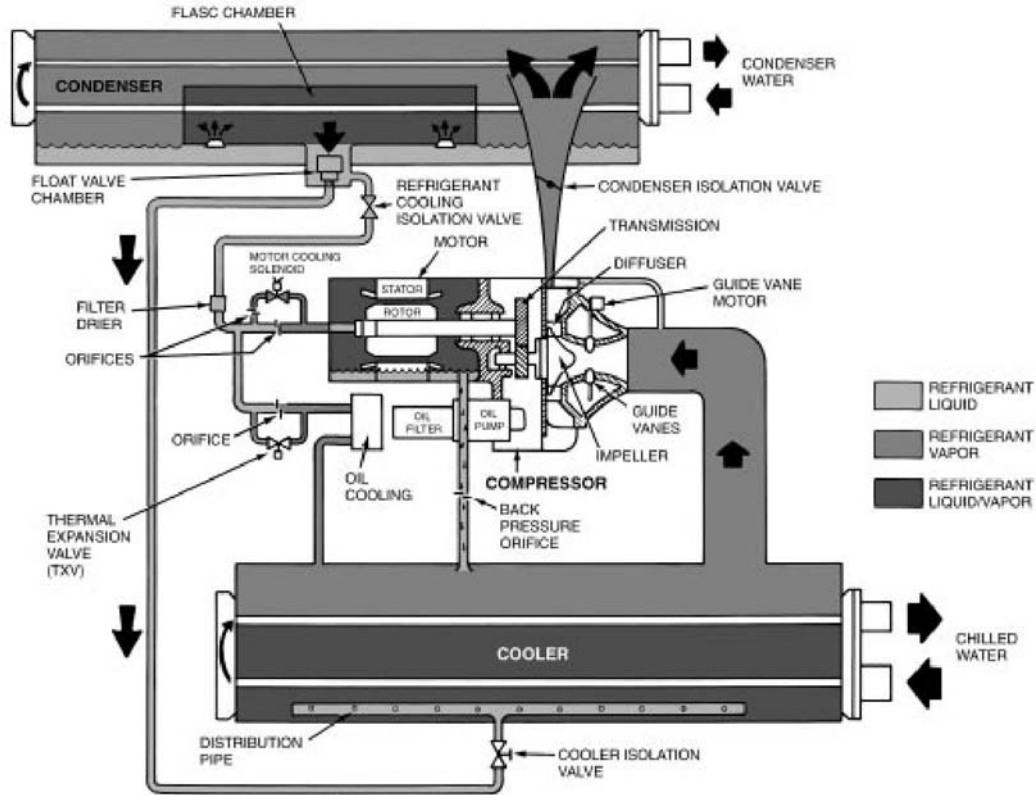 FLASC CHAMBER
CONDENSER
CONDENSER
WATER
FLOAT VALVE
CHAMBER
REFRIGERANT
COOLING
ISOLATION VALVE
CONDENSER ISOLATION VALVE
TRANSMISSION
MOTOR
DIFFUSER
MOTOR COOLING
SOLENOID
STATOR
ROTOR
GUIDE VANE
MOTOR
FILTER
DRIER
ORIFICES
REFRIGERANT
LIQUID
REFRIGERANT
VAPOR
REFRIGERANT
LIQUID/VAPOR
OIL
FILTER
OIL
PUMP
GUIDE
VANES
ORIFICE
IMPELLER
OIL
COOLING
COMPRESSOR
BACK
PRESSURE
ORIFICE
THERMAL
EXPANSION
VALVE
(TXV)
COOLER
CHILLED
WATER
DISTRIBUTION
PIPE
COOLER ISOLATION
VALVE